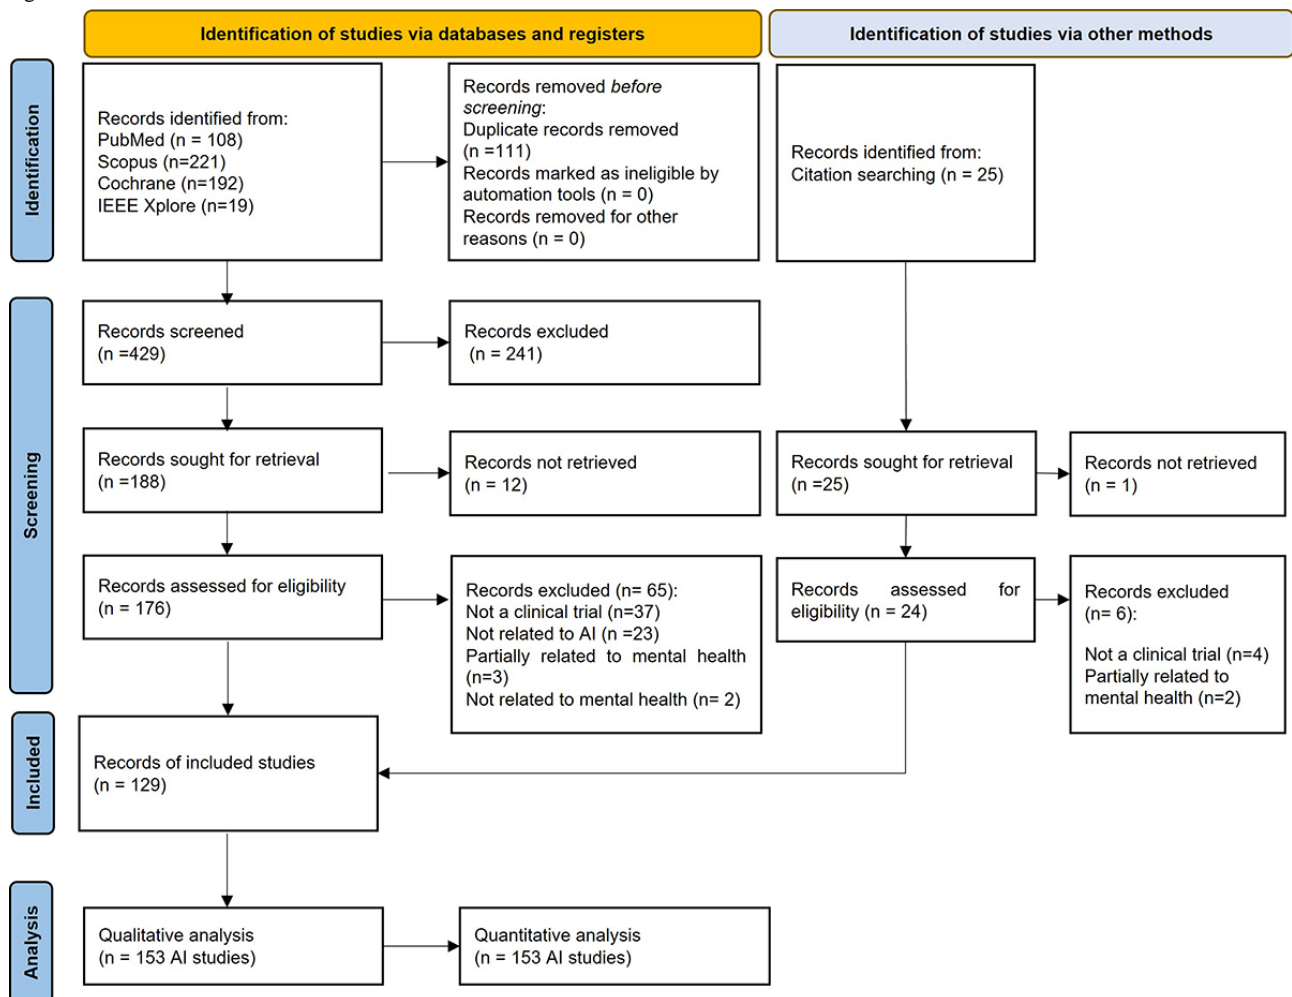 Identification of studies via databases and registers
Identification of studies via other methods
Identification
Records identified from:
PubMed (n = 108)
Scopus (n=221)
Cochrane (n=192)
IEEE Xplore (n=19)
Records removed before
screening:
Duplicate records removed
(n =111)
Records marked as ineligible by
automation tools (n = 0)
Records removed for other
reasons (n = 0)
Records identified from:
Citation searching (n = 25)
Screening
Records screened
(n =429)
Records excluded
(n = 241)
Records sought for retrieval
(n =188)
Records not retrieved
(n = 12)
Records sought for retrieval
(n =25)
Records not retrieved
(n = 1)
Records assessed for eligibility
(n = 176)
Records excluded (n= 65):
Not a clinical trial (n=37)
Not related to AI (n =23)
Partially related to mental health
(n=3)
Not related to mental health (n= 2)
Records assessed for
eligibility (n = 24)
Records excluded
(n= 6):
Not a clinical trial (n=4)
Partially related to
mental health (n=2)
Included
Records of included studies
(n = 129)
Analysis
Qualitative analysis
(n = 153 AI studies)
Quantitative analysis
(n = 153 AI studies)